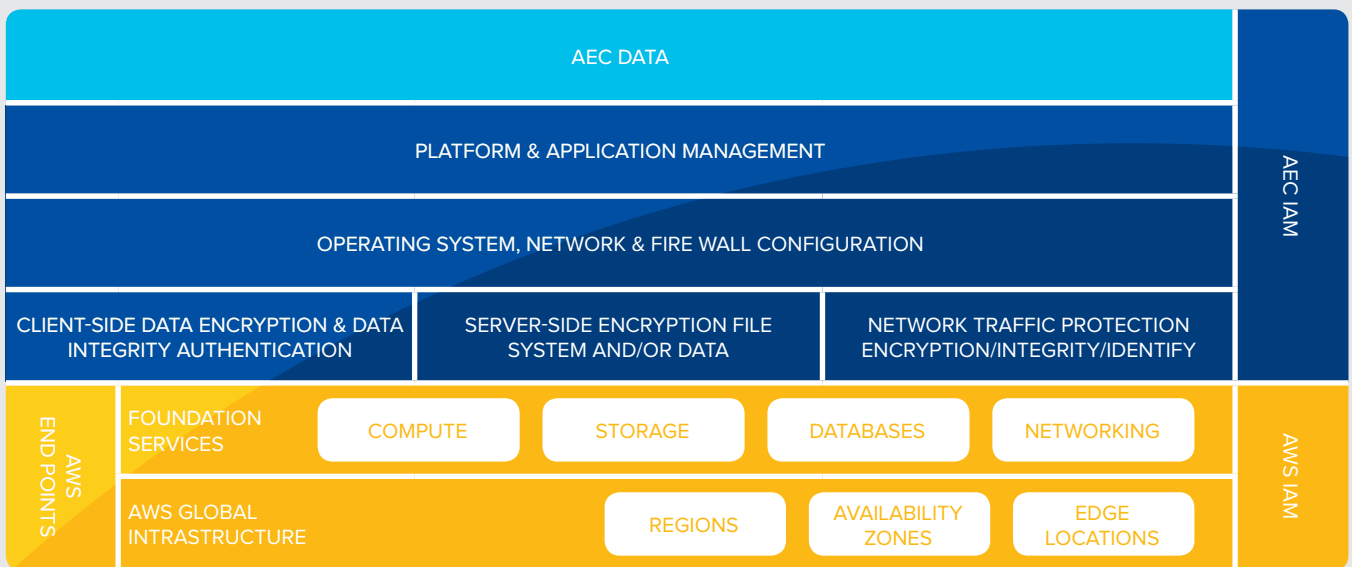 AEC DATA
PLATFORM & APPLICATION MANAGEMENT
OPERATING SYSTEM, NETWORK & FIRE WALL CONFIGURATION
CLIENT-SIDE DATA ENCRYPTION & DATA
INTEGRITY AUTHENTICATION
SERVER-SIDE ENCRYPTION FILE
SYSTEM AND/OR DATA
NETWORK TRAFFIC PROTECTION
ENCRYPTION/INTEGRITY/IDENTIFY
AEC IAM
AWS
END POINTS
FOUNDATION
SERVICES
COMPUTE
STORAGE
DATABASES
NETWORKING
AWS GLOBAL
INTRASTRUCTURE
REGIONS
AVAILABILITY
ZONES
EDGE
LOCATIONS
AWS IAM